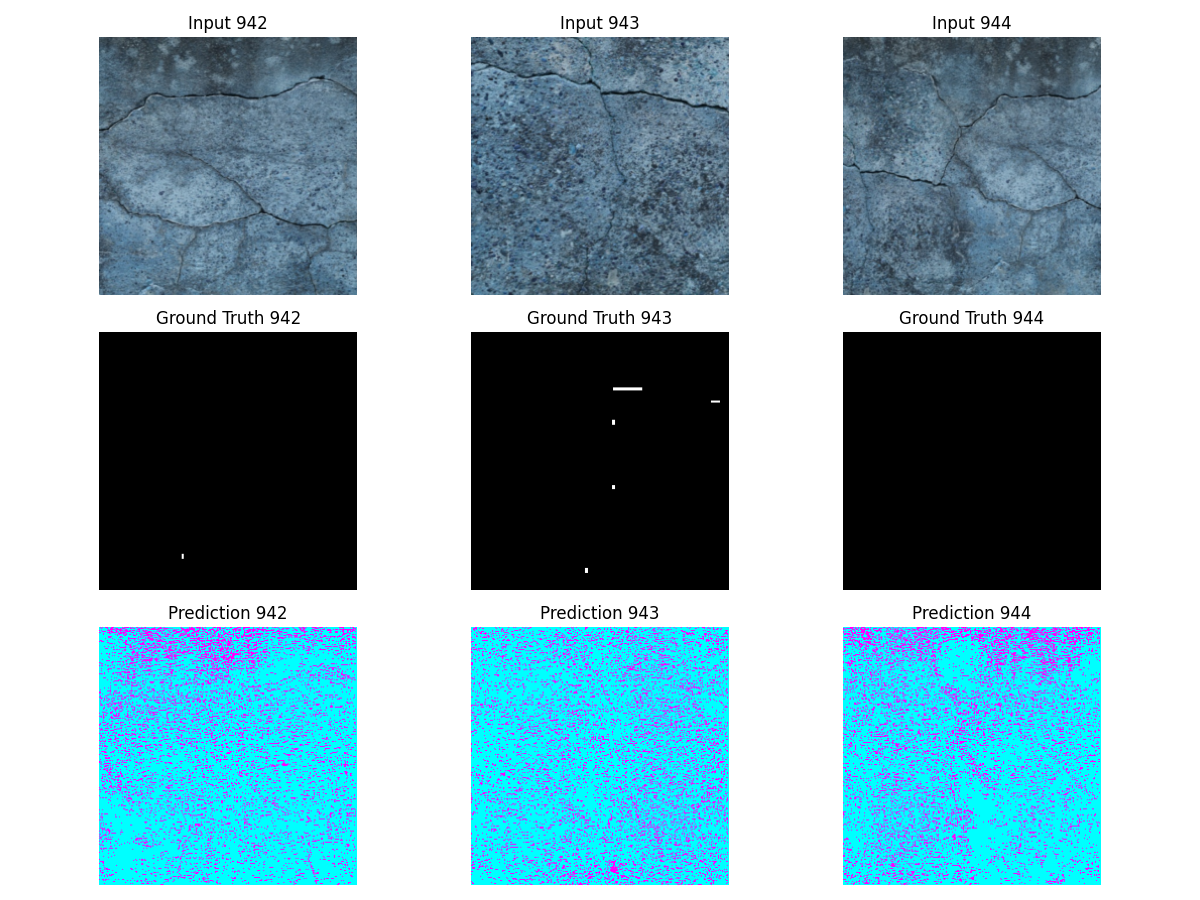 Input 942
Input 943
Input 944
Ground Truth 942
Ground Truth 943
Ground Truth 944
Prediction 942
Prediction 943
Prediction 944